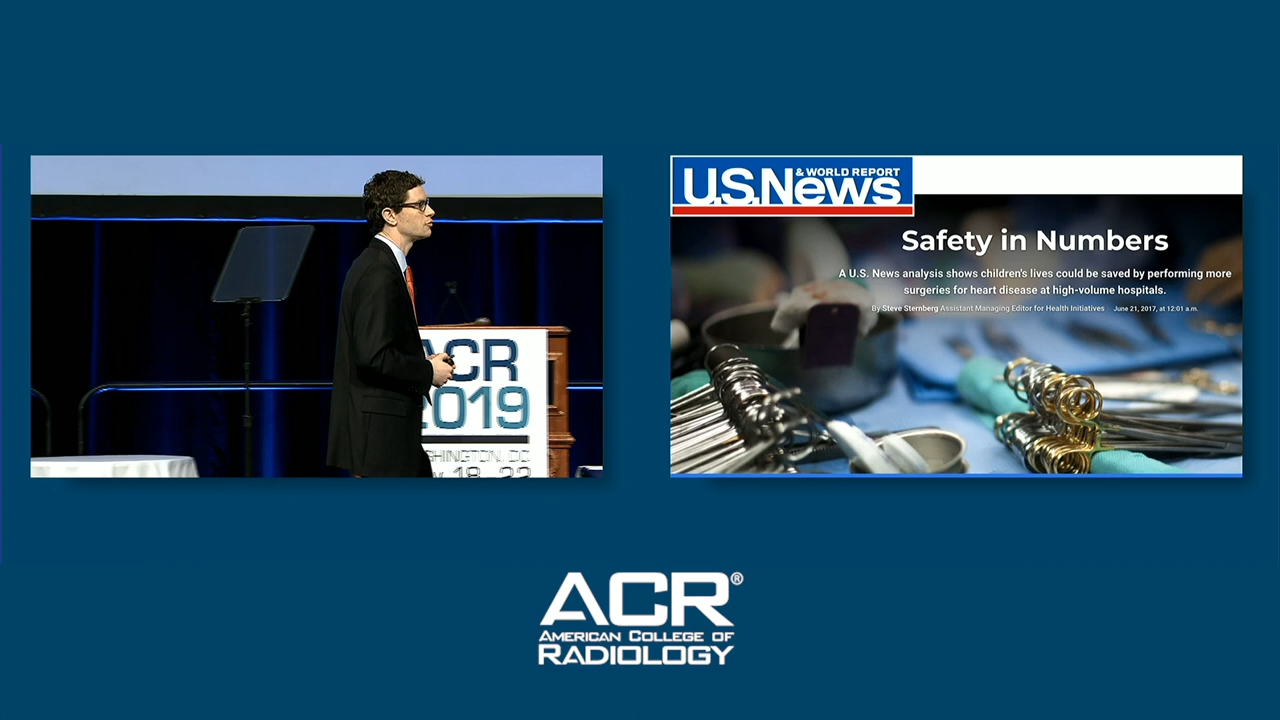 ACR
2019
SHINGTON, DC
18-22
U.S.News
& WORLD REPORT
Safety in Numbers
A U.S. News analysis shows children's lives could be saved by performing more
surgeries for heart disease at high-volume hospitals.
By Steve Sternberg Assistant Managing Editor for Health Initiatives June 21, 2017, at 12:01 a.m.
ACR®
AMERICAN COLLEGE OF
RADIOLOGY